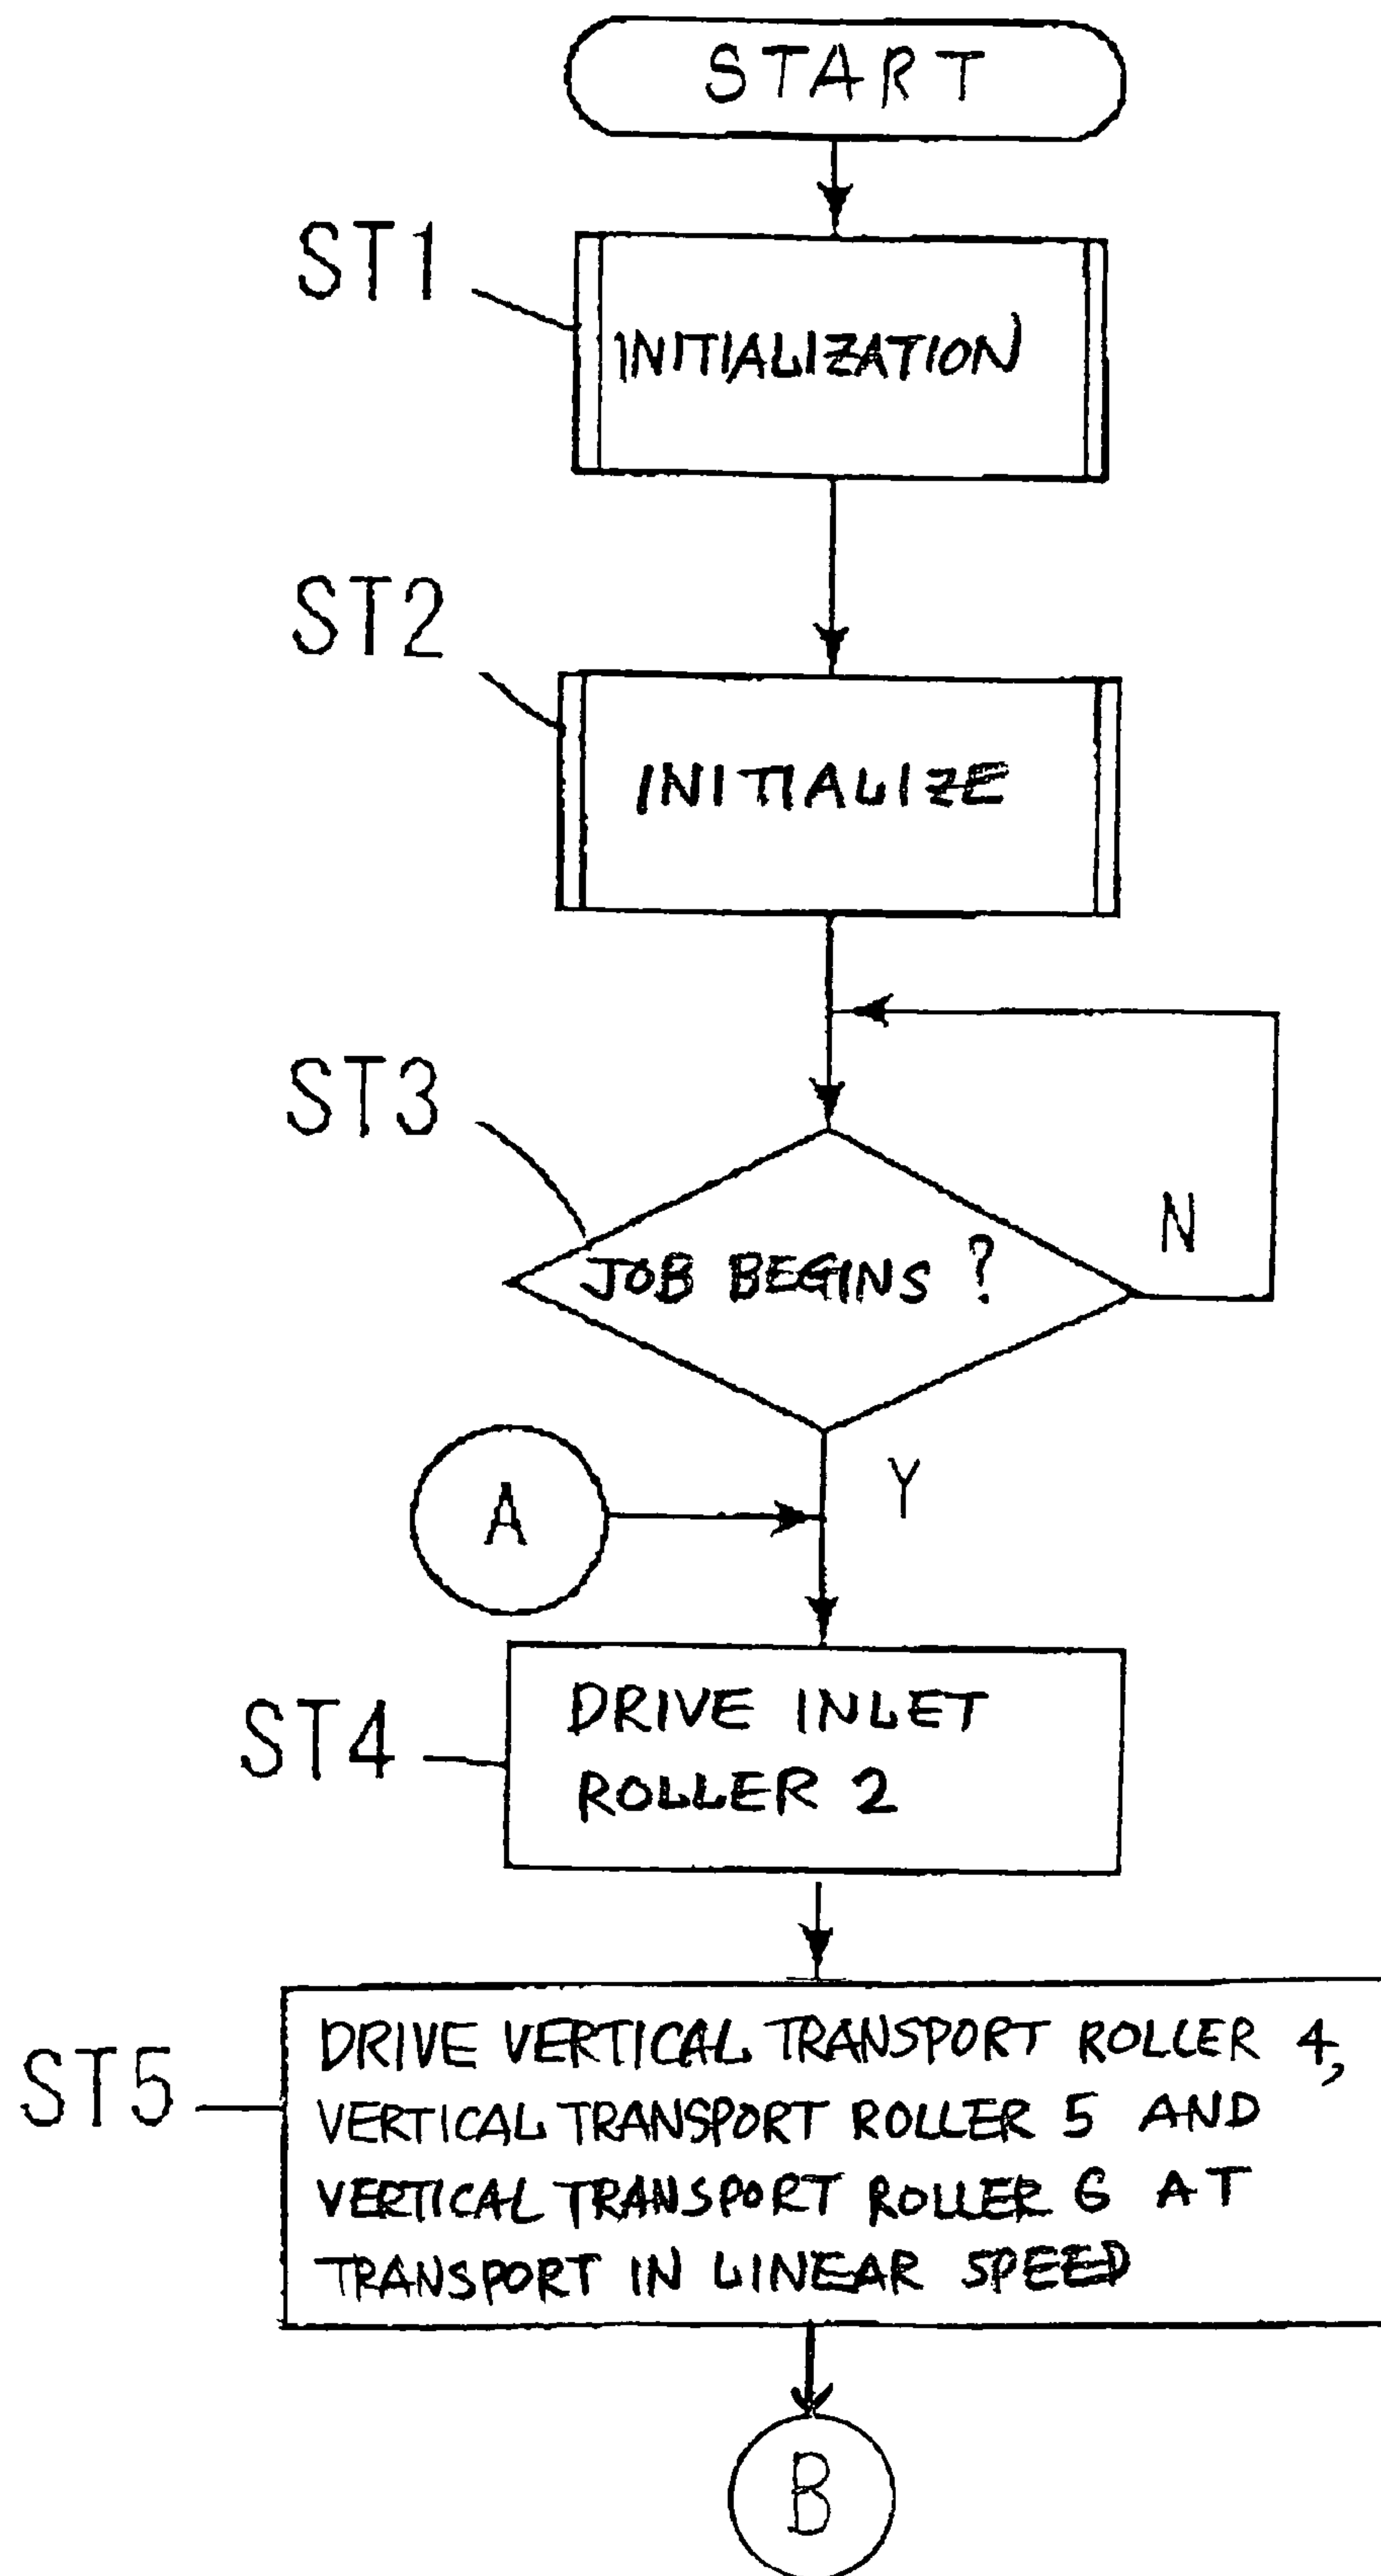 START
ST1
INITIALIZATION
ST2
INITIALIZE
ST3
JOB BEGINS ?
N
Y
A
ST4
DRIVE INLET
ROLLER 2
ST5
DRIVE VERTICAL TRANSPORT ROLLER 4,
VERTICAL TRANSPORT ROLLER 5 AND
VERTICAL TRANSPORT ROLLER 6 AT
TRANSPORT IN LINEAR SPEED
B